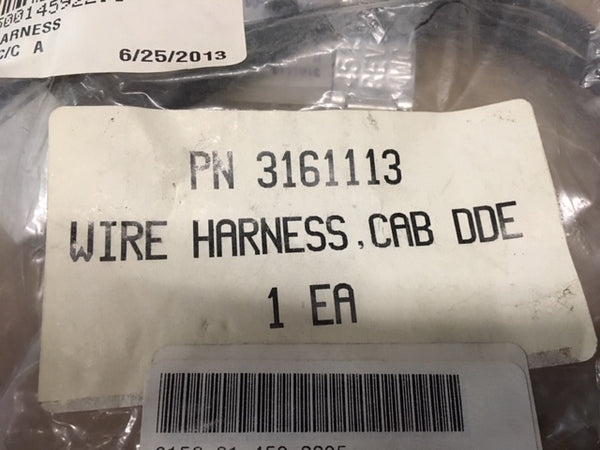 ARNESS
C/C A 6/25/2013
PN 3161113
WIRE HARNESS, CAB DDE
1 EA